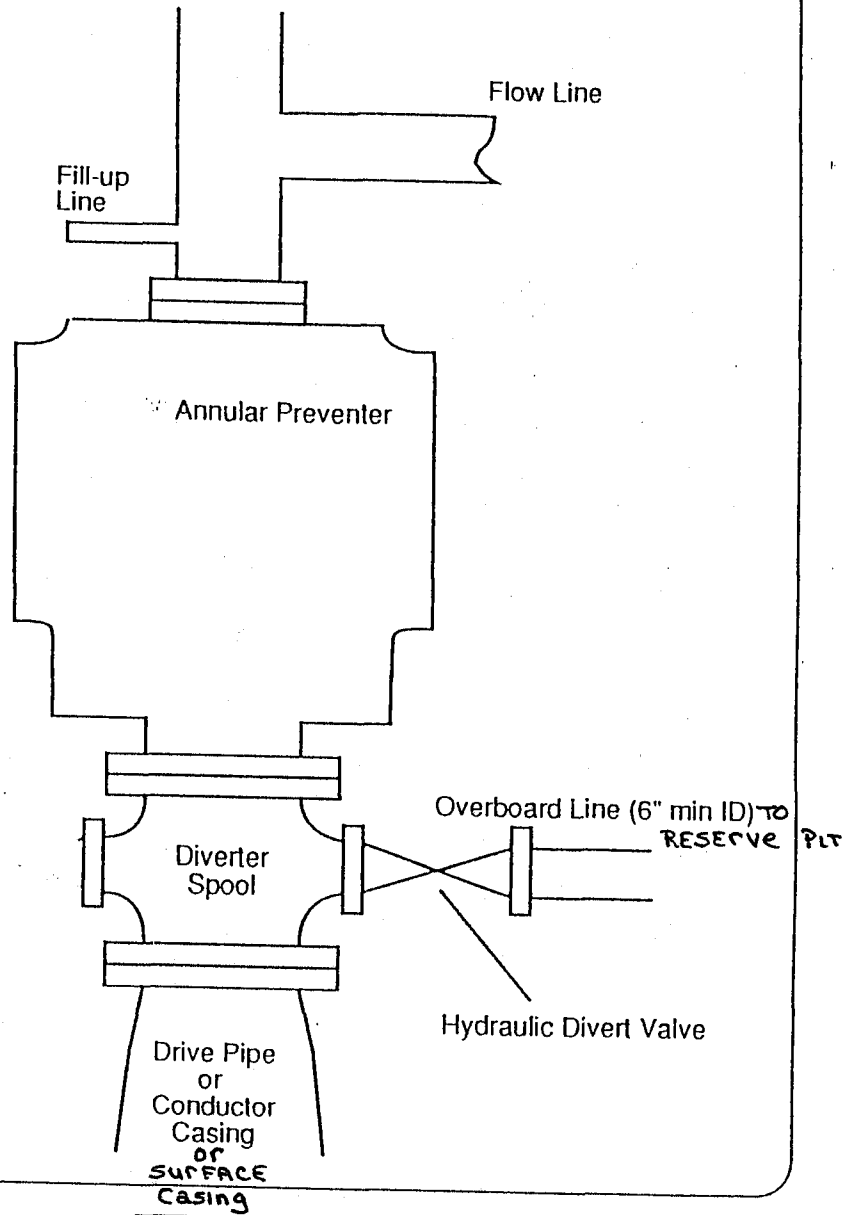 Flow Line
Fill-up
Line
Annular Preventer
Overboard Line (6" min ID) TO
RESERVE PIT
Diverter
Spool
Hydraulic Divert Valve
Drive Pipe
or
Conductor
Casing
or
SURFACE
Casing